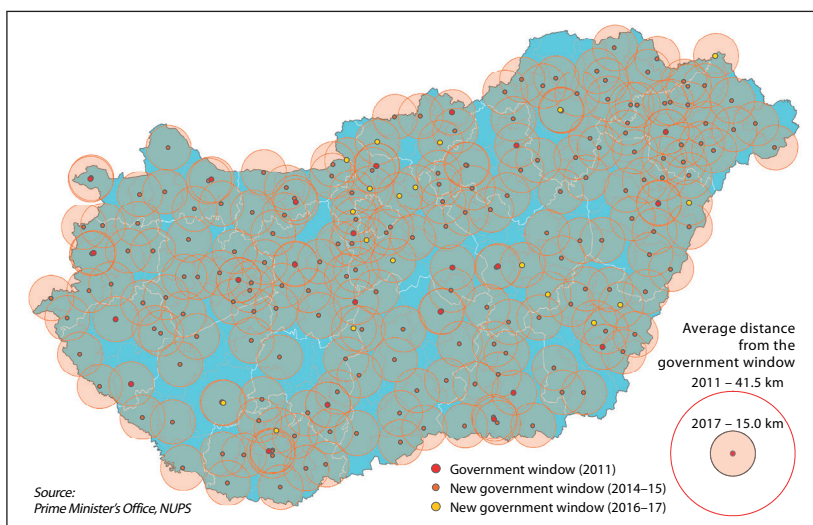 Average distance
from the
government window
2011 – 41.5 km
2017 – 15.0 km
Government window (2011)
New government window (2014–15)
New government window (2016–17)
Source:
Prime Minister's Office, NUPS